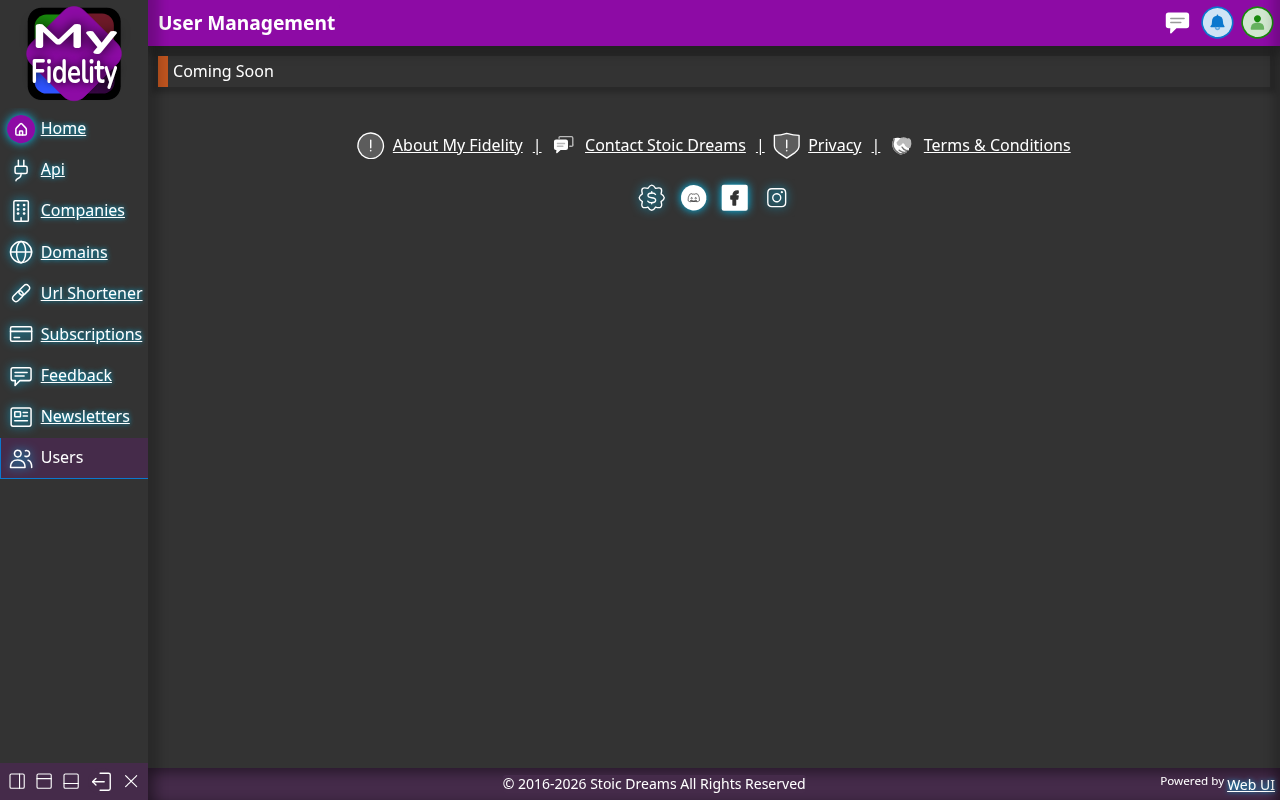 My
Fidelity
User Management
Home
Api
Companies
Domains
Url Shortener
Subscriptions
Feedback
Newsletters
Users
Coming Soon
About My Fidelity | Contact Stoic Dreams | Privacy | Terms & Conditions
© 2016-2026 Stoic Dreams All Rights Reserved
Powered by Web UI